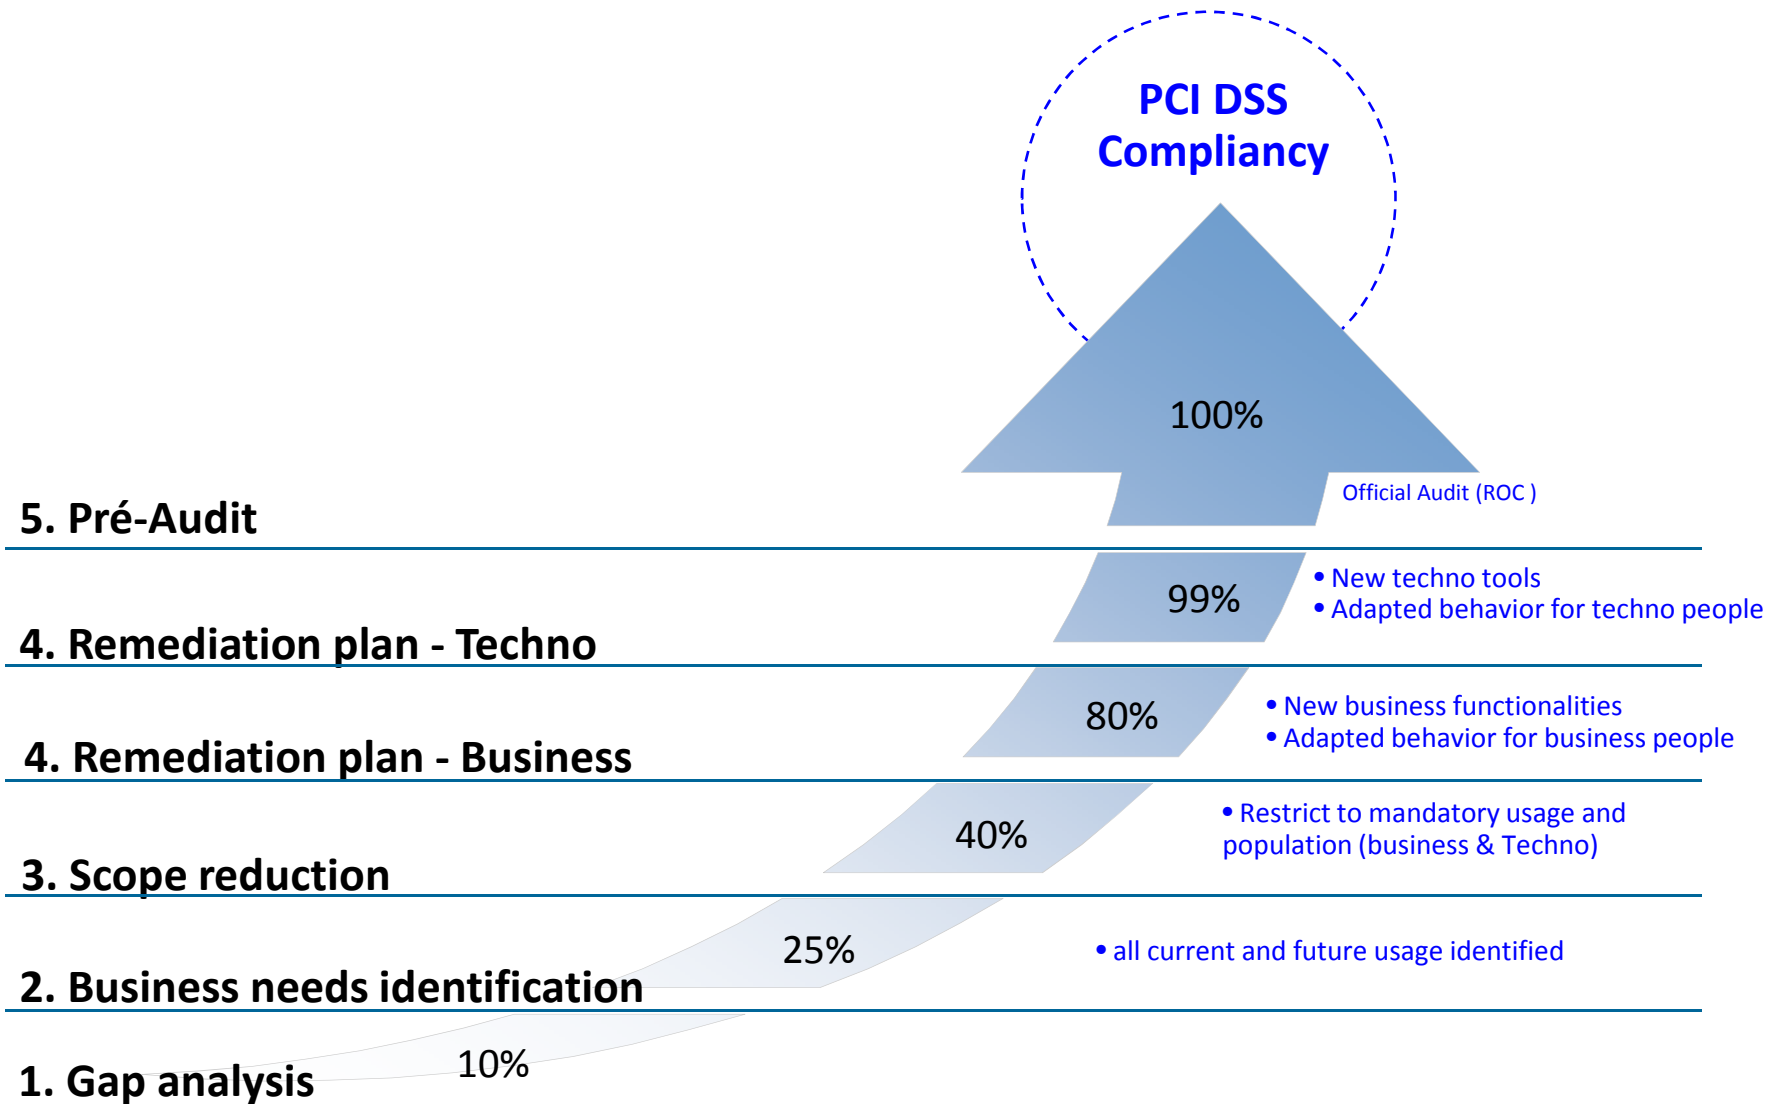 PCI DSS
Compliancy
100%
5. Pré-Audit
Official Audit (ROC )
4. Remediation plan - Techno
99%
• New techno tools
• Adapted behavior for techno people
4. Remediation plan - Business
80%
• New business functionalities
• Adapted behavior for business people
3. Scope reduction
40%
• Restrict to mandatory usage and
population (business & Techno)
2. Business needs identification
25%
• all current and future usage identified
1. Gap analysis
10%